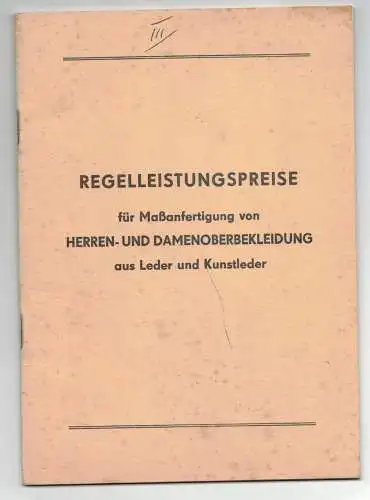 III
REGELLEISTUNGSPREISE
für Maßanfertigung von
HERREN- UND DAMENOBERBEKLEIDUNG
aus Leder und Kunstleder